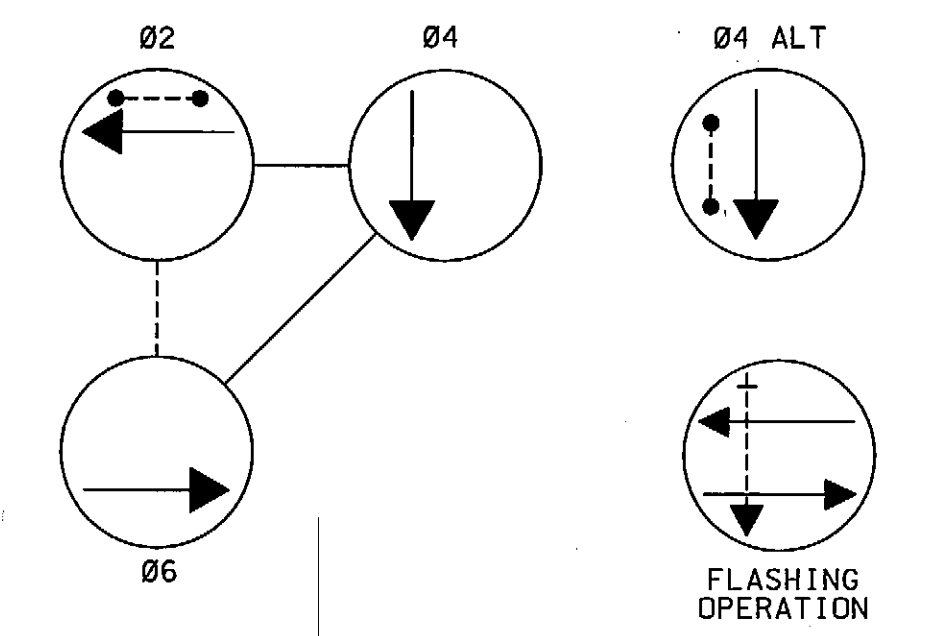 Ø2
Ø4
Ø4 ALT
Ø6
FLASHING
OPERATION